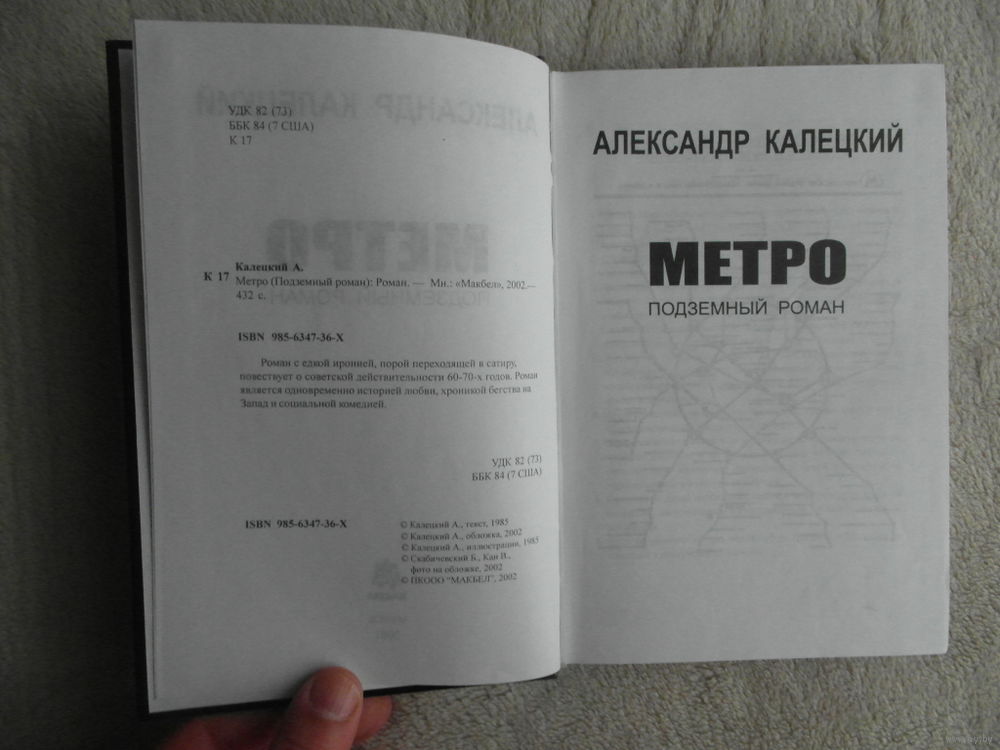 УДК 82 (73)
ББК 84 (7 США)
К 17
Калецкий А.
К 17 Метро (Подземный роман): Роман. — Мн.: «Макбел», 2002.—
432 с.
ISBN 985-6347-36-X
Роман с едкой иронией, порой переходящей в сатиру,
повествует о советской действительности 60-70-х годов. Роман
является одновременно историей любви, хроникой бегства на
Запад и социальной комедией.
УДК 82 (73)
ББК 84 (7 США)
ISBN 985-6347-36-X
© Калецкий А., текст, 1985
© Калецкий А., обложка, 2002
© Калецкий А., иллюстрации, 1985
© Скабичевский Б., Кан В.,
фото на обложке, 2002
© ПКООО "МАКБЕЛ", 2002
АЛЕКСАНДР КАЛЕЦКИЙ
МЕТРО
ПОДЗЕМНЫЙ РОМАН